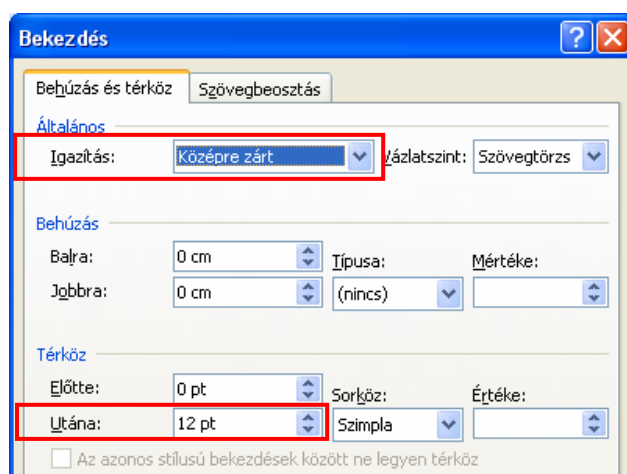 Bekezdés
Behúzás és térköz Szövegbeosztás
Általános
Igazítás: Középre zárt Vázlatszint: Szövegtörzs
Behúzás
Balra: 0 cm Típusa: Mértéke:
Jobbra: 0 cm (nincs)
Térköz
Előtte: 0 pt Sorköz: Értéke:
Utána: 12 pt Szimpla
Az azonos stílusú bekezdések között ne legyen térköz